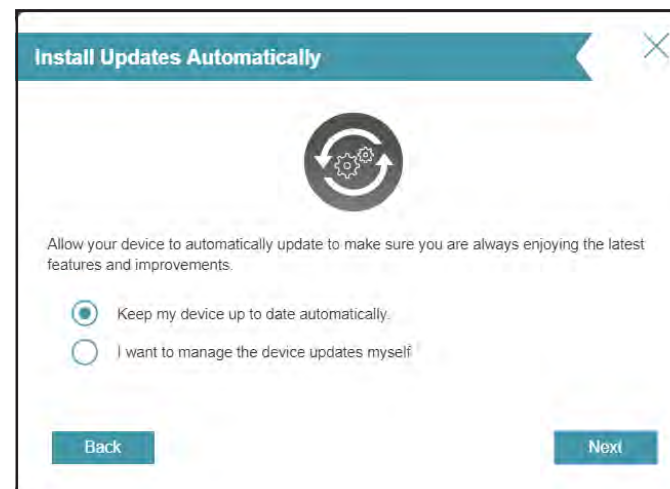 Install Updates Automatically
Allow your device to automatically update to make sure you are always enjoying the latest
features and improvements.
Keep my device up to date automatically.
I want to manage the device updates myself
Back
Next